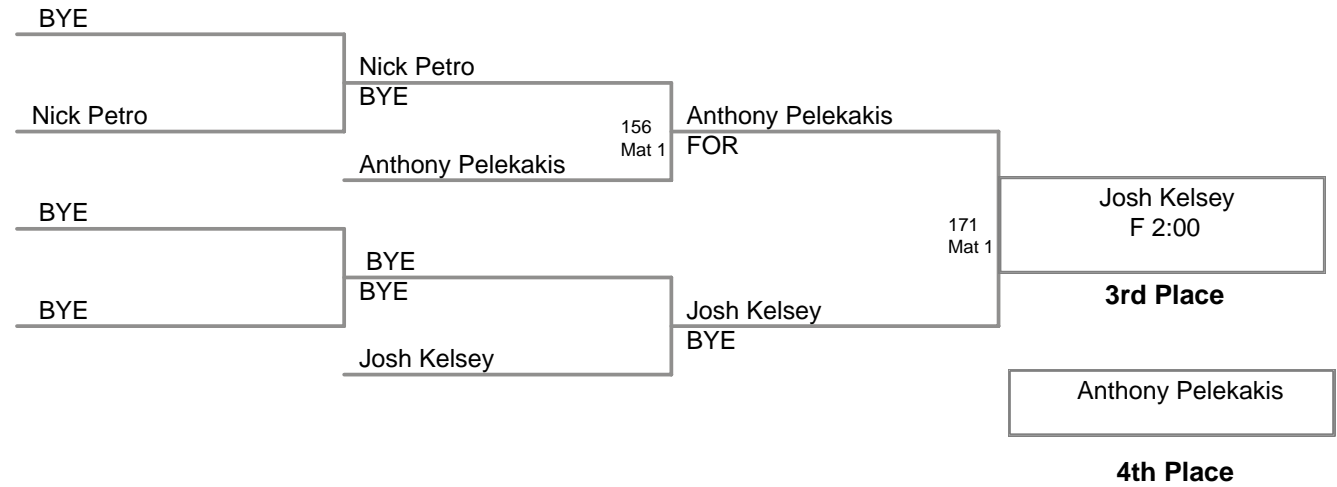 BYE
Nick Petro
BYE
Nick Petro
Anthony Pelekakis
156
Mat 1
FOR
Anthony Pelekakis
BYE
Josh Kelsey
F 2:00
171
Mat 1
BYE
BYE
3rd Place
BYE
Josh Kelsey
BYE
Josh Kelsey
Anthony Pelekakis
4th Place